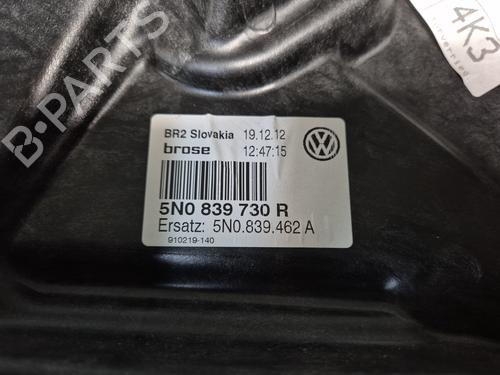 4K3
BR2 Slovakia 19.12.12
brose 12:47:15
5N0 839 730 R
Ersatz: 5N0.839.462 A
910219-140
B-PARTS